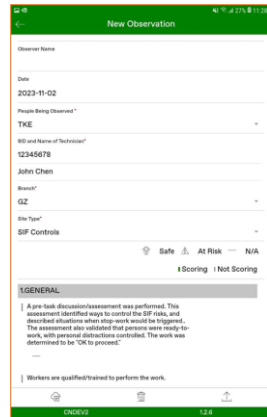 27% 11:28
New Observation
Observer Name
Date
2023-11-02
People Being Observed *
TKE
BID and Name of Technician*
12345678
John Chen
Branch*
GZ
Site Type*
SIF Controls
Safe At Risk N/A
Scoring Not Scoring
1.GENERAL
A pre-task discussion/assessment was performed. This
assessment identified ways to control the SIF risks, and
described situations when stop-work would be triggered..
The assessment also validated that persons were ready-to-
work, with personal distractions controlled. The work was
determined to be "OK to proceed."
Workers are qualified/trained to perform the work.
CNDEV2 1.2.6